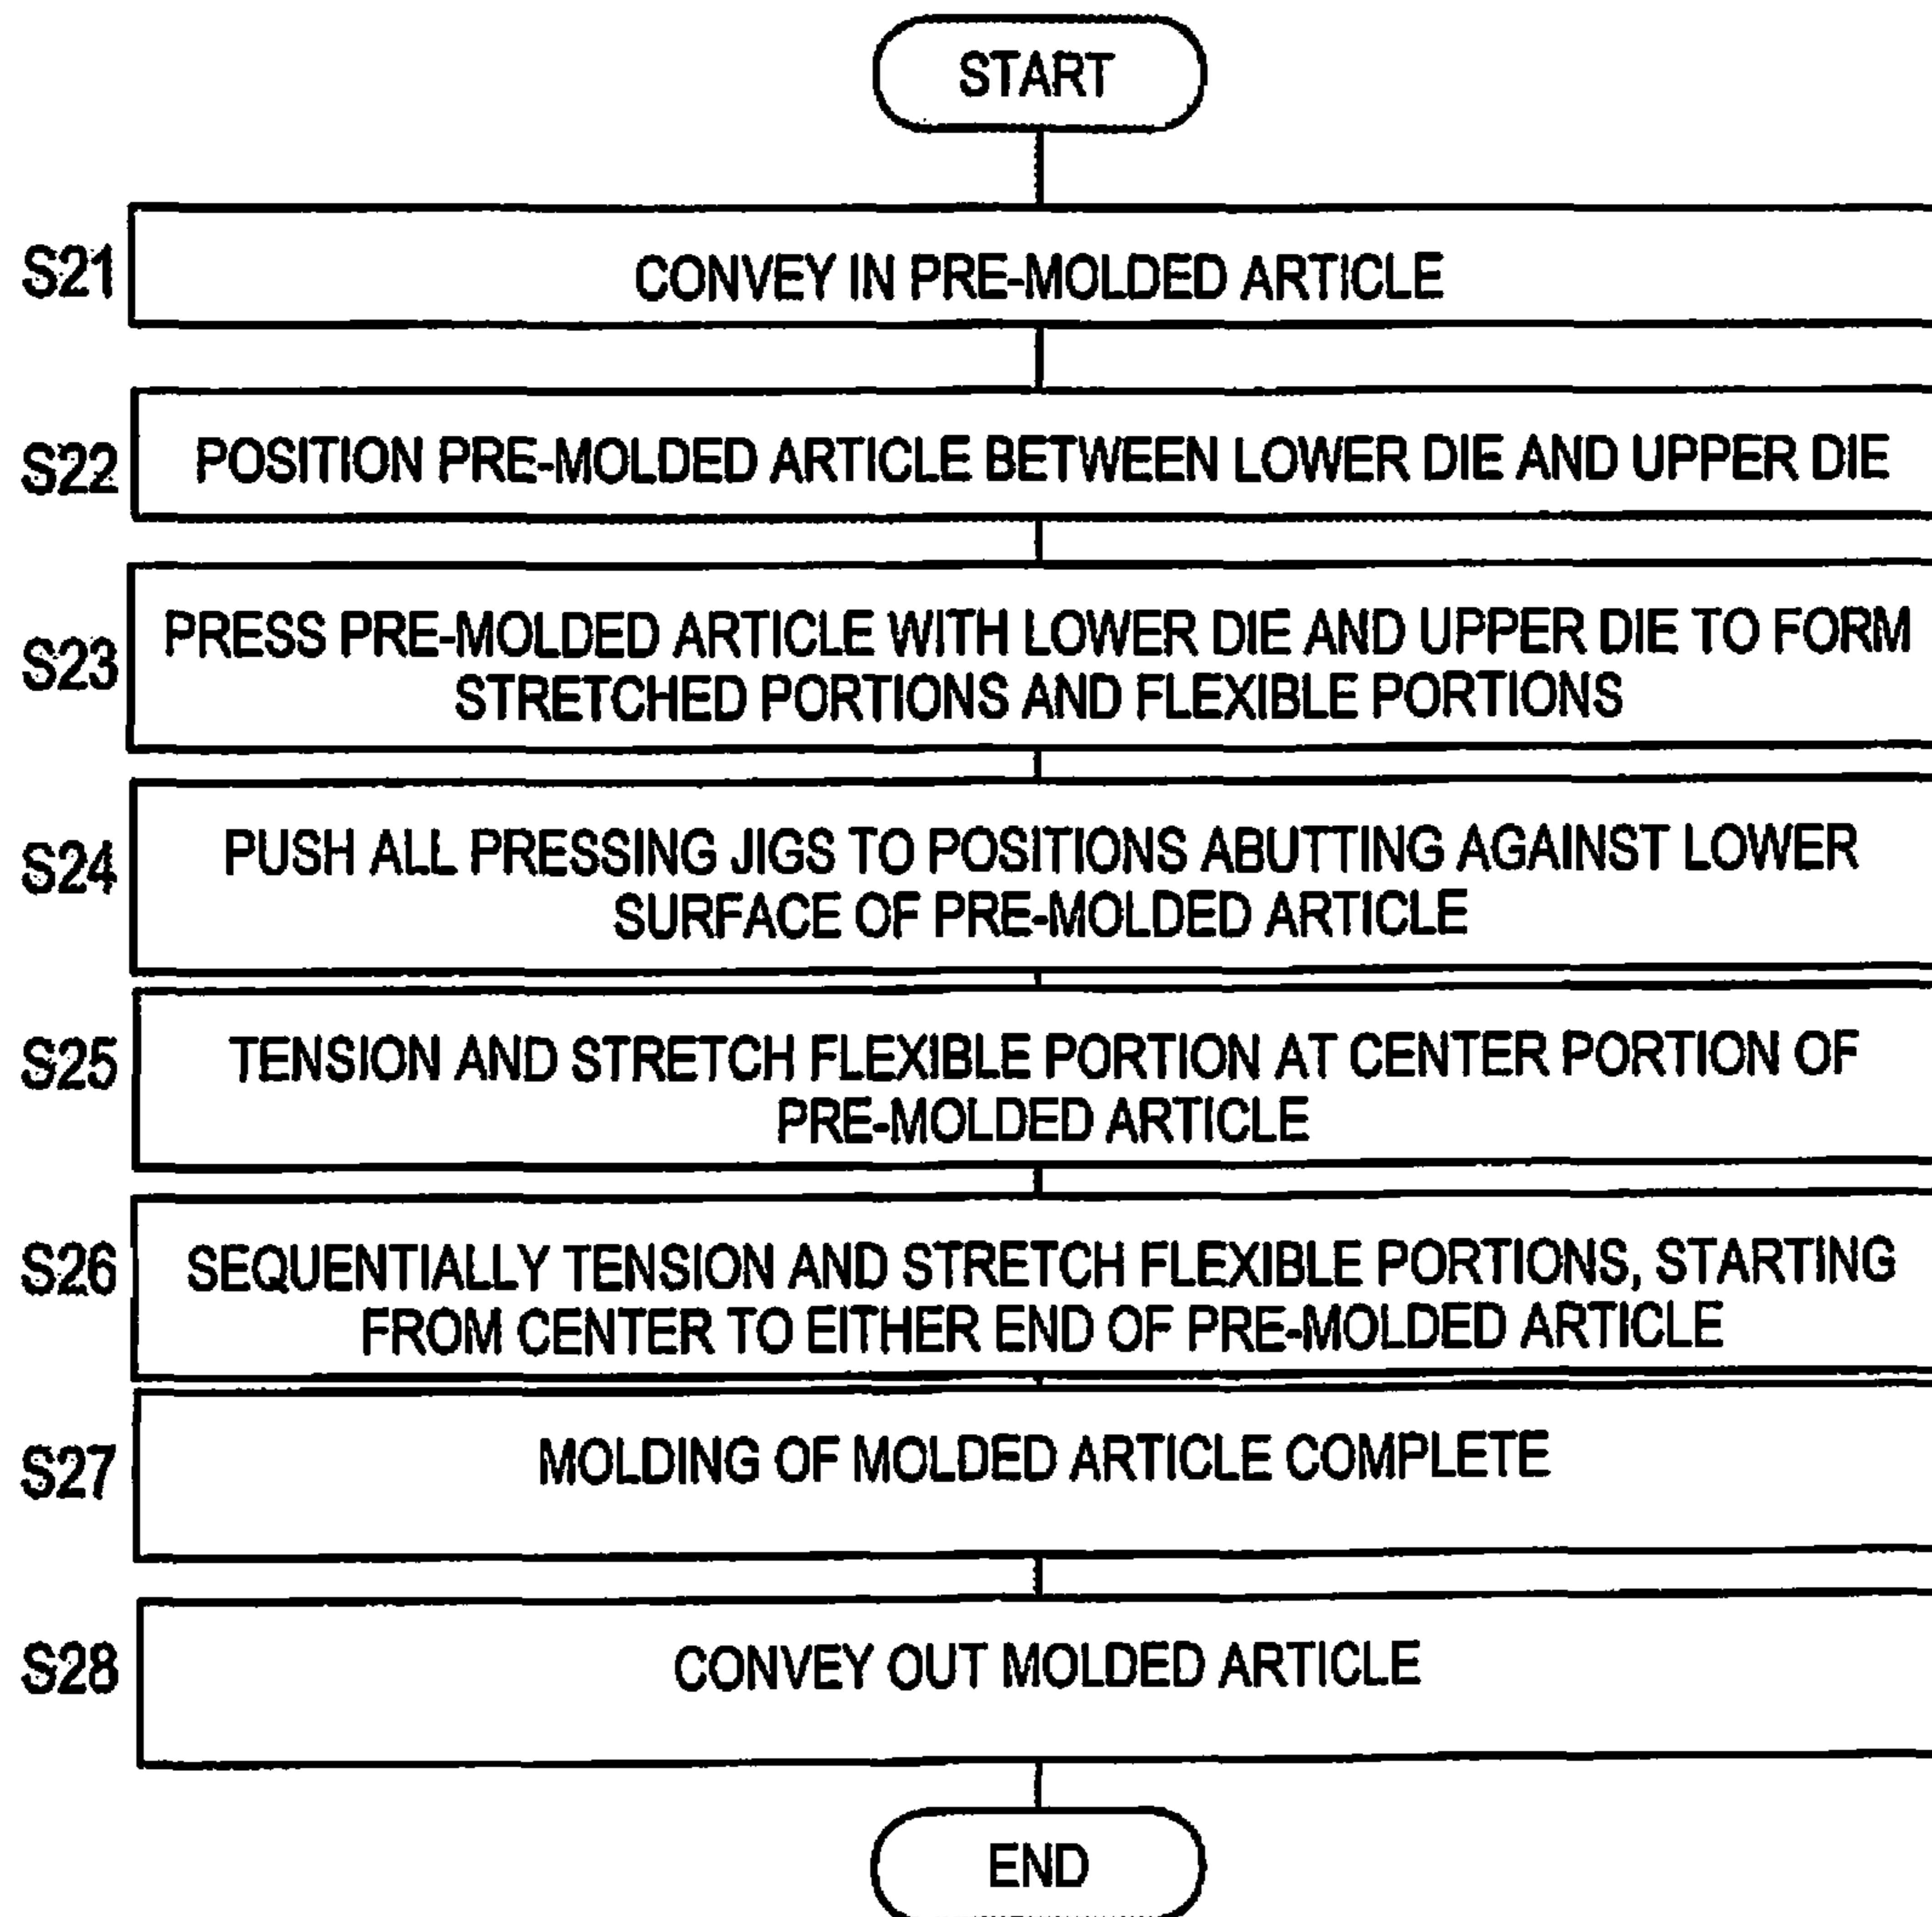 START
S21
CONVEY IN PRE-MOLDED ARTICLE
S22
POSITION PRE-MOLDED ARTICLE BETWEEN LOWER DIE AND UPPER DIE
S23
PRESS PRE-MOLDED ARTICLE WITH LOWER DIE AND UPPER DIE TO FORM
STRETCHED PORTIONS AND FLEXIBLE PORTIONS
S24
PUSH ALL PRESSING JIGS TO POSITIONS ABUTTING AGAINST LOWER
SURFACE OF PRE-MOLDED ARTICLE
S25
TENSION AND STRETCH FLEXIBLE PORTION AT CENTER PORTION OF
PRE-MOLDED ARTICLE
S26
SEQUENTIALLY TENSION AND STRETCH FLEXIBLE PORTIONS, STARTING
FROM CENTER TO EITHER END OF PRE-MOLDED ARTICLE
S27
MOLDING OF MOLDED ARTICLE COMPLETE
S28
CONVEY OUT MOLDED ARTICLE
END